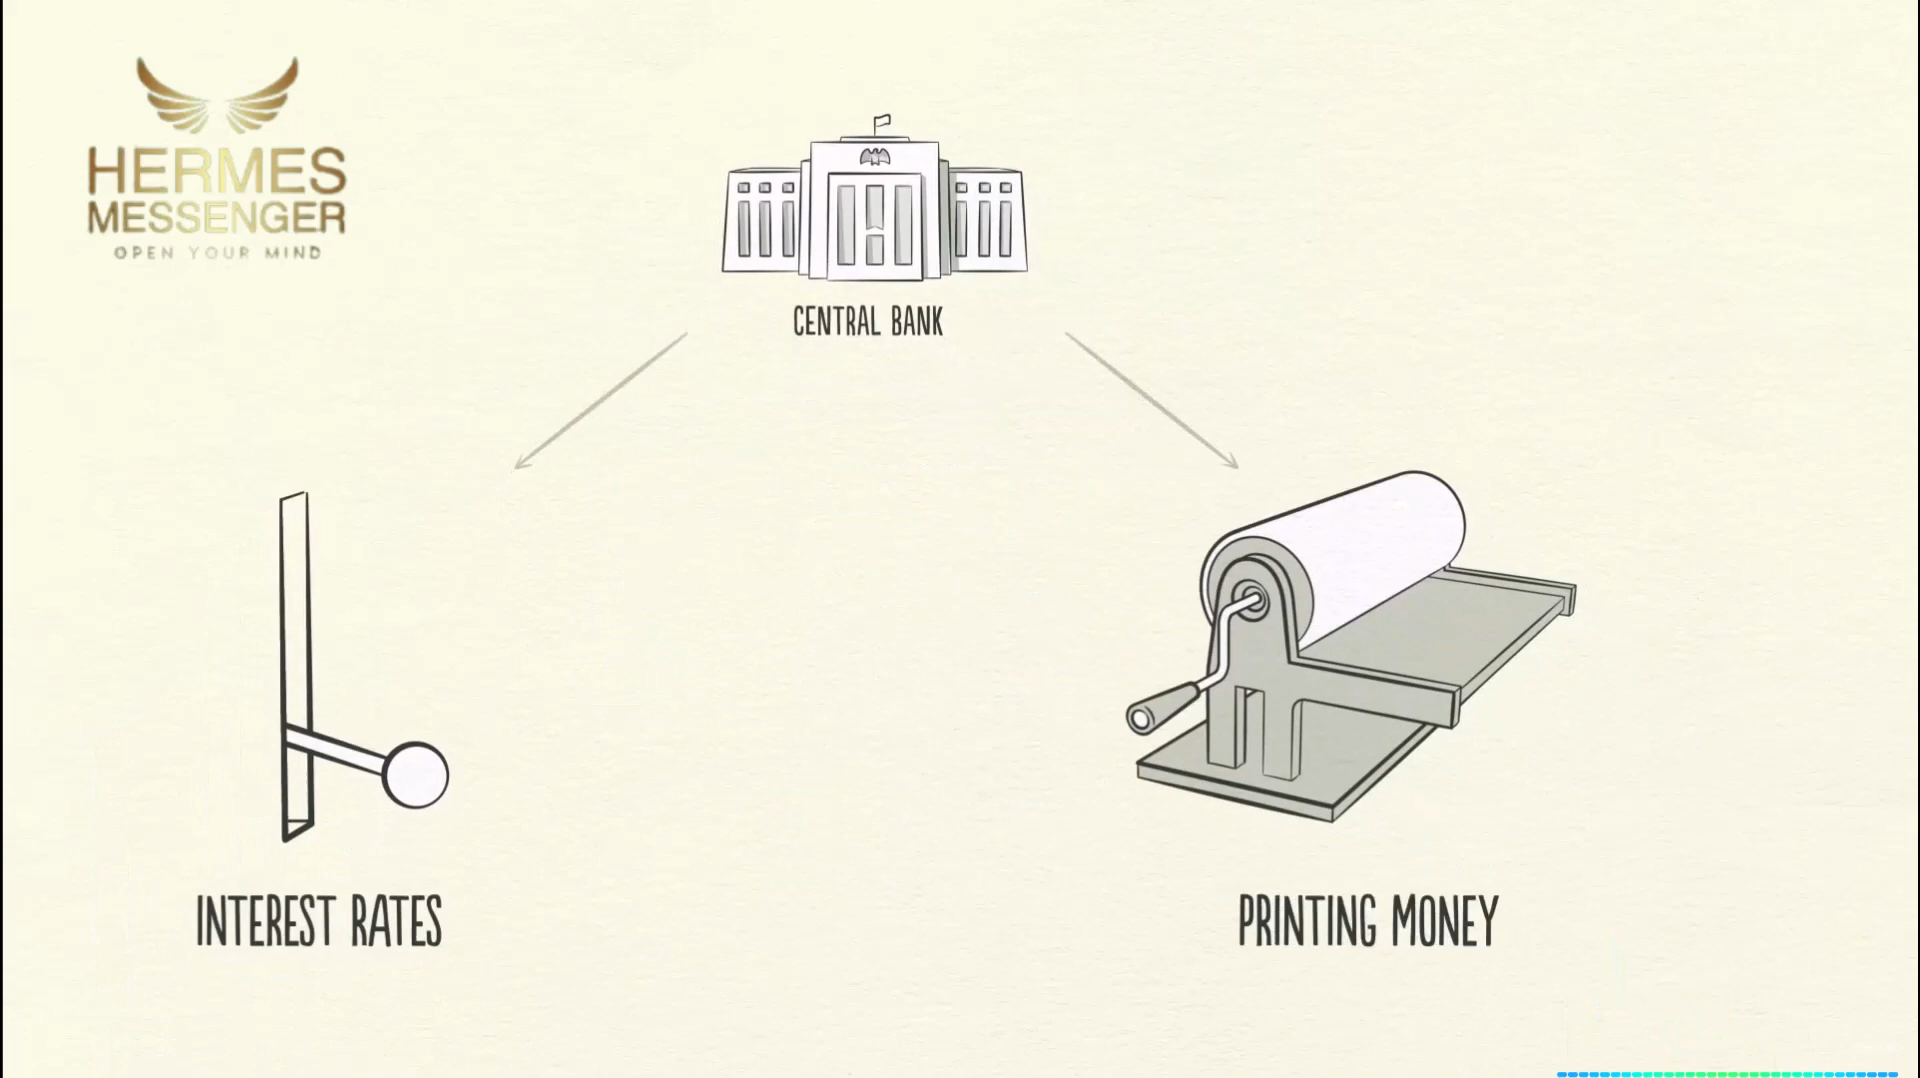 HERMES
MESSENGER
OPEN YOUR MIND
CENTRAL BANK
INTEREST RATES
PRINTING MONEY